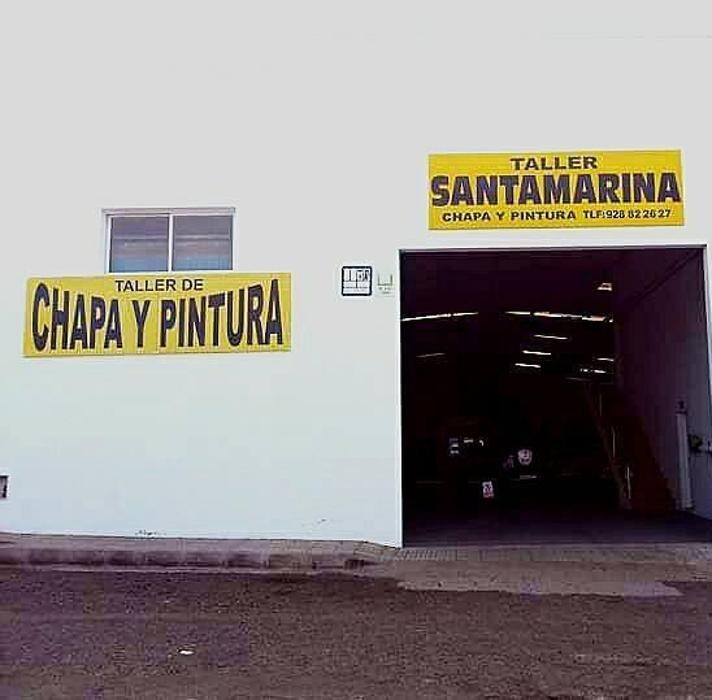 TALLER
SANTAMARINA
CHAPA Y PINTURA TLF:928 82 26 27
TALLER DE
CHAPA Y PINTURA